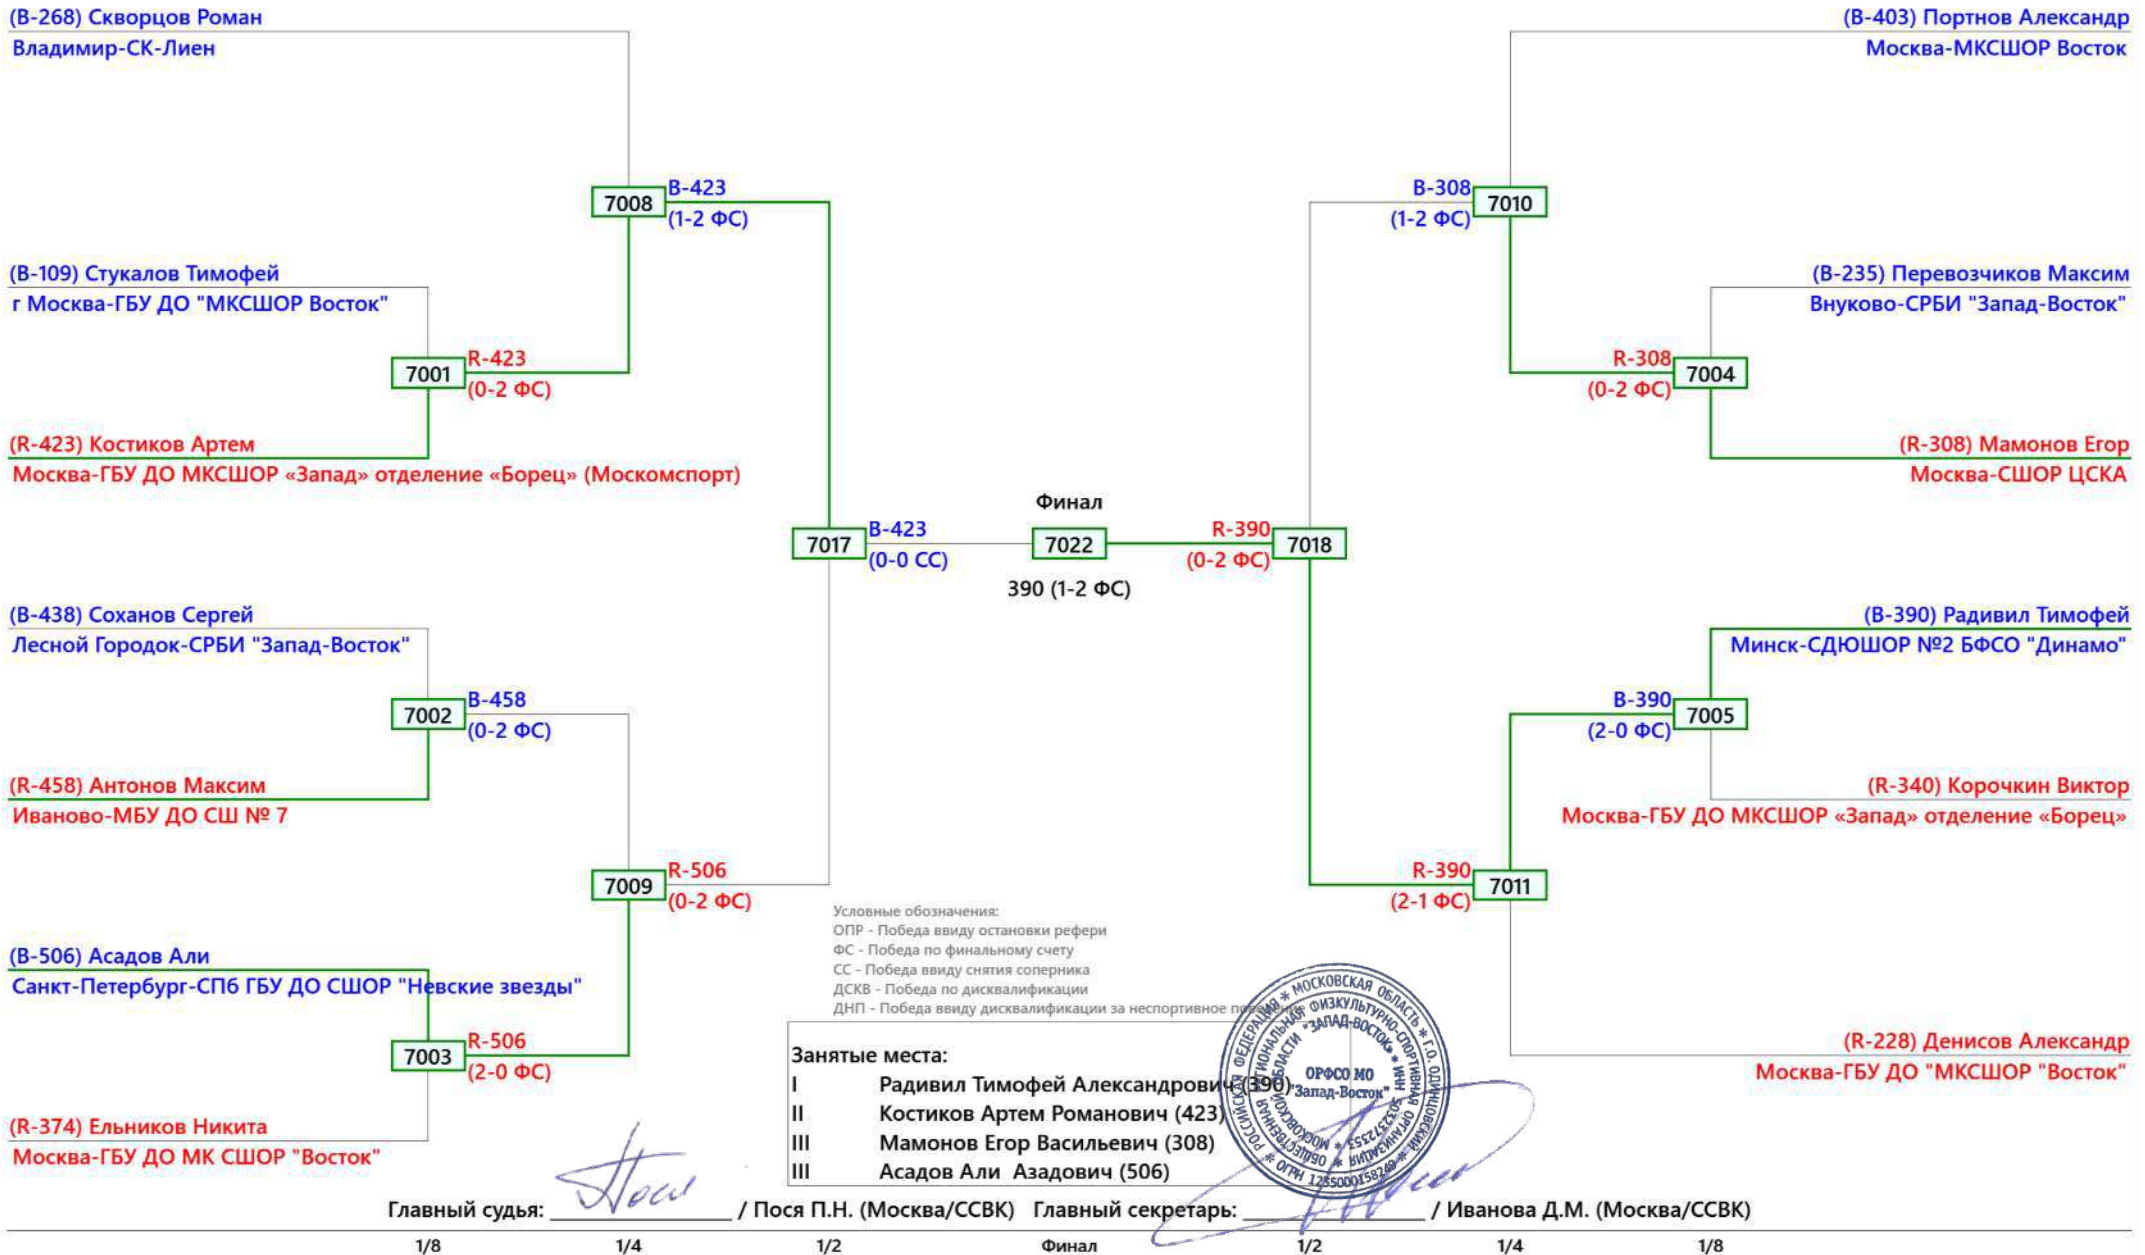 (B-268) Скворцов Роман
Владимир-СК-Лиен
(B-403) Портнов Александр
Москва-МКСШОР Восток
7008
B-423
(1-2 ФС)
B-308
(1-2 ФС)
7010
(B-109) Стукалов Тимофей
г Москва-ГБУ ДО "МКСШОР Восток"
(B-235) Перевозчиков Максим
Внуково-СРБИ "Запад-Восток"
7001
R-423
(0-2 ФС)
R-308
(0-2 ФС)
7004
(R-423) Костиков Артем
Москва-ГБУ ДО МКСШОР «Запад» отделение «Борец» (Москомспорт)
(R-308) Мамонов Егор
Москва-СШОР ЦСКА
Финал
7017
B-423
(0-0 СС)
7022
390 (1-2 ФС)
R-390
(0-2 ФС)
7018
(B-438) Соханов Сергей
Лесной Городок-СРБИ "Запад-Восток"
(B-390) Радивил Тимофей
Минск-СДЮШОР №2 БФСО "Динамо"
7002
B-458
(0-2 ФС)
B-390
(2-0 ФС)
7005
(R-458) Антонов Максим
Иваново-МБУ ДО СШ № 7
(R-340) Корочкин Виктор
Москва-ГБУ ДО МКСШОР «Запад» отделение «Борец»
7009
R-506
(0-2 ФС)
R-390
(2-1 ФС)
7011
Условные обозначения:
ОПР - Победа ввиду остановки рефери
ФС - Победа по финальному счету
СС - Победа ввиду снятия соперника
ДСКВ - Победа по дисквалификации
ДНП - Победа ввиду дисквалификации за неспортивное
(B-506) Асадов Али
Санкт-Петербург-СПб ГБУ ДО СШОР "Невские звезды"
7003
R-506
(2-0 ФС)
(R-228) Денисов Александр
Москва-ГБУ ДО "МКСШОР "Восток"
(R-374) Ельников Никита
Москва-ГБУ ДО МК СШОР "Восток"
Занятые места:
I Радивил Тимофей Александрович (390)
II Костиков Артем Романович (423)
III Мамонов Егор Васильевич (308)
III Асадов Али Азадович (506)
РОССИЙСКАЯ ФЕДЕРАЦИЯ * МОСКОВСКАЯ ОБЛАСТЬ * Г.О. ОДИНЦОВСКИЙ *
ОРФСО МО
"Запад-Восток"
Главный судья: / Пося П.Н. (Москва/ССВК) Главный секретарь: / Иванова Д.М. (Москва/ССВК)
1/8 1/4 1/2 Финал 1/2 1/4 1/8